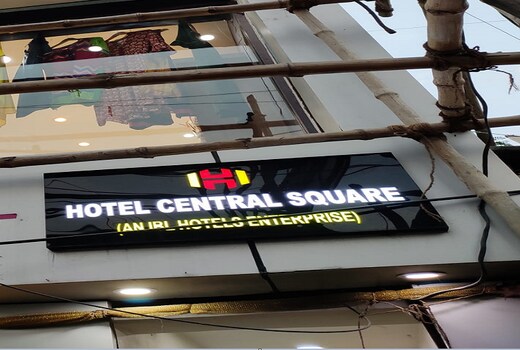 H
HOTEL CENTRAL SQUARE
(AN IBL HOTELS ENTERPRISE)